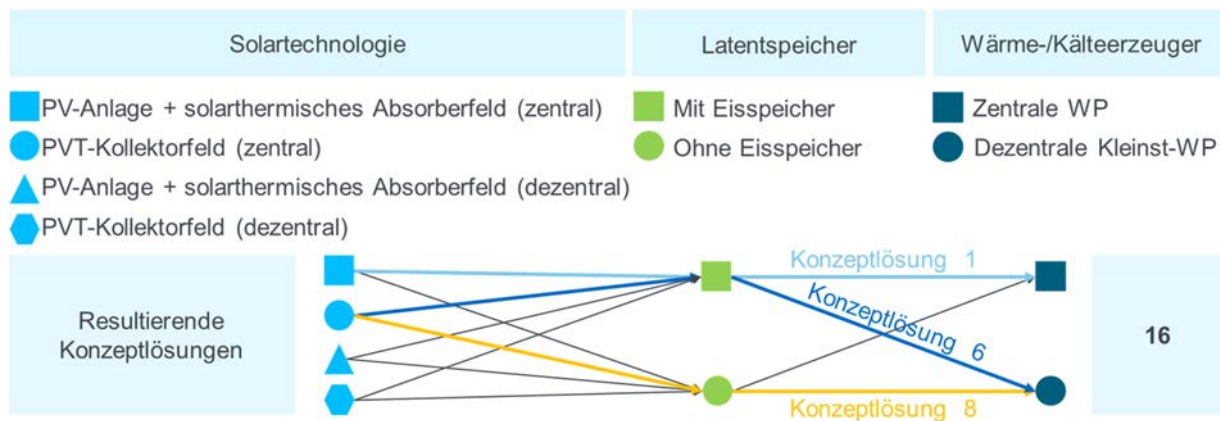 Solartechnologie
Latentspeicher
Wärme-/Kälteerzeuger
PV-Anlage + solarthermisches Absorberfeld (zentral)
Mit Eisspeicher
Zentrale WP
PVT-Kollektorfeld (zentral)
Ohne Eisspeicher
Dezentrale Kleinst-WP
PV-Anlage + solarthermisches Absorberfeld (dezentral)
PVT-Kollektorfeld (dezentral)
Resultierende
Konzeptlösungen
Konzeptlösung 1
Konzeptlösung 6
Konzeptlösung 8
16